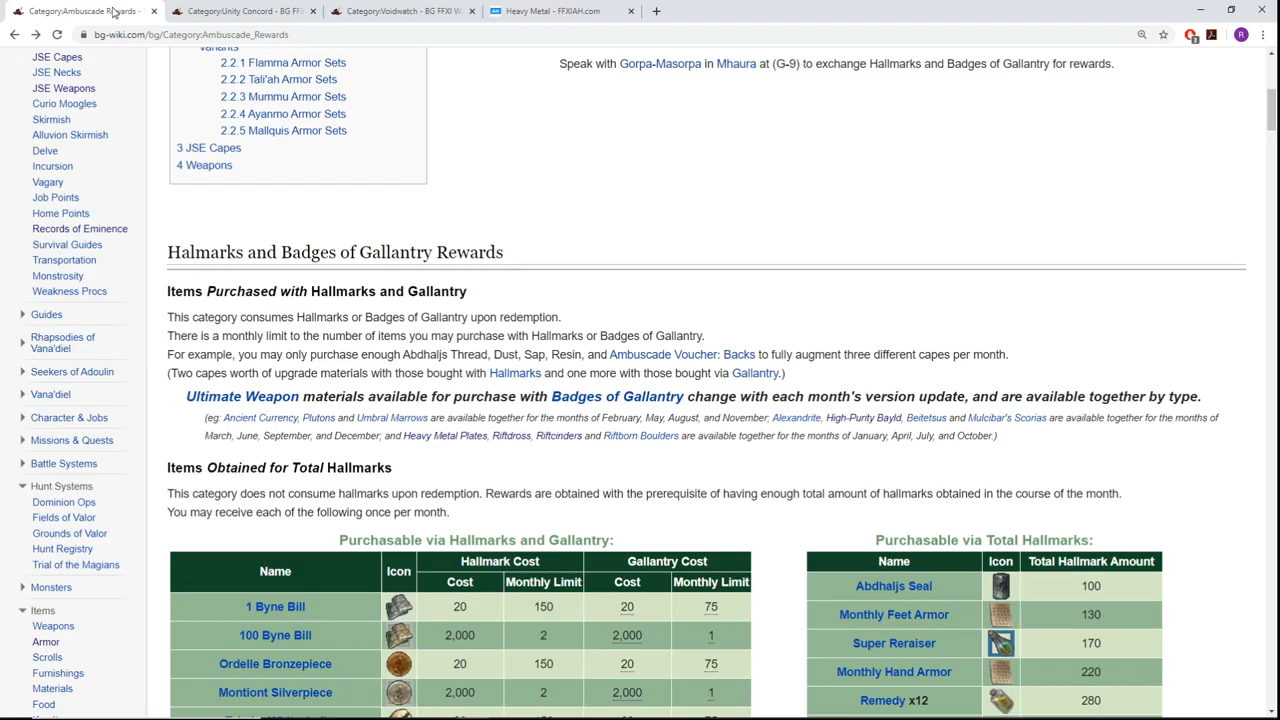 Category:Ambuscade Rewards -
Category:Unity Concord - BG FF
Category:Voidwatch - BG FFXI W
Heavy Metal - FFXIAH.com
bg-wiki.com/bg/Category:Ambuscade_Rewards
R
JSE Capes
JSE Necks
JSE Weapons
Curio Moogles
Skirmish
Alluvion Skirmish
Delve
Incursion
Vagary
Job Points
Home Points
Records of Eminence
Survival Guides
Transportation
Monstrosity
Weakness Procs
Guides
Rhapsodies of
Vana'diel
Seekers of Adoulin
Vana'diel
Character & Jobs
Missions & Quests
Battle Systems
Hunt Systems
Dominion Ops
Fields of Valor
Grounds of Valor
Hunt Registry
Trial of the Magians
Monsters
Items
Weapons
Armor
Scrolls
Furnishings
Materials
Food
Variants
2.2.1 Flamma Armor Sets
2.2.2 Tali'ah Armor Sets
2.2.3 Mummu Armor Sets
2.2.4 Ayanmo Armor Sets
2.2.5 Mallquis Armor Sets
3 JSE Capes
4 Weapons
Speak with Gorpa-Masorpa in Mhaura at (G-9) to exchange Hallmarks and Badges of Gallantry for rewards.
Halmarks and Badges of Gallantry Rewards
Items Purchased with Hallmarks and Gallantry
This category consumes Hallmarks or Badges of Gallantry upon redemption.
There is a monthly limit to the number of items you may purchase with Hallmarks or Badges of Gallantry.
For example, you may only purchase enough Abdhaljs Thread, Dust, Sap, Resin, and Ambuscade Voucher: Backs to fully augment three different capes per month.
(Two capes worth of upgrade materials with those bought with Hallmarks and one more with those bought via Gallantry.)
Ultimate Weapon materials available for purchase with Badges of Gallantry change with each month's version update, and are available together by type.
(eg: Ancient Currency, Plutons and Umbral Marrows are available together for the months of February, May, August, and November; Alexandrite, High-Purity Bayld, Beitetsus and Mulcibar's Scorias are available together for the months of
March, June, September, and December; and Heavy Metal Plates, Riftdross, Riftcinders and Riftborn Boulders are available together for the months of January, April, July, and October.)
Items Obtained for Total Hallmarks
This category does not consume hallmarks upon redemption. Rewards are obtained with the prerequisite of having enough total amount of hallmarks obtained in the course of the month.
You may receive each of the following once per month.
Purchasable via Hallmarks and Gallantry:
Name Icon Hallmark Cost Gallantry Cost
Cost Monthly Limit Cost Monthly Limit
1 Byne Bill 20 150 20 75
100 Byne Bill 2,000 2 2,000 1
Ordelle Bronzepiece 20 150 20 75
Montiont Silverpiece 2,000 2 2,000 1
Purchasable via Total Hallmarks:
Name Icon Total Hallmark Amount
Abdhaljs Seal 100
Monthly Feet Armor 130
Super Reraiser 170
Monthly Hand Armor 220
Remedy x12 280